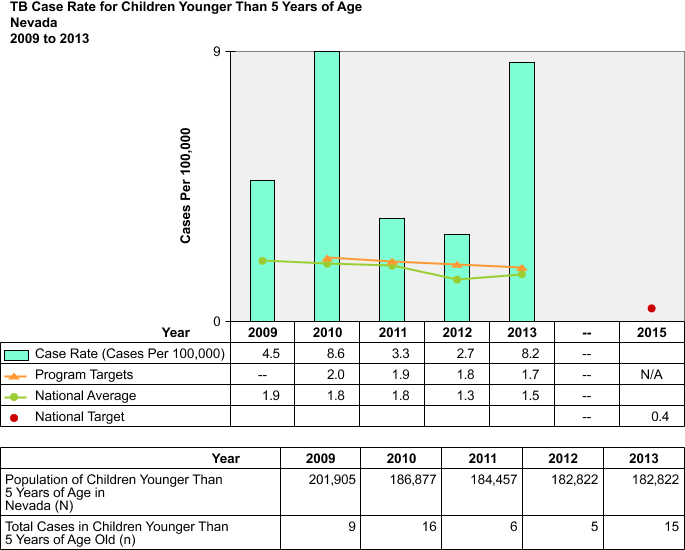 TB Case Rate for Children Younger Than 5 Years of Age
Nevada
2009 to 2013
9
Cases Per 100,000
0
Year 2009 2010 2011 2012 2013 -- 2015
Case Rate (Cases Per 100,000) 4.5 8.6 3.3 2.7 8.2 --
Program Targets -- 2.0 1.9 1.8 1.7 -- N/A
National Average 1.9 1.8 1.8 1.3 1.5 --
National Target -- 0.4
Year 2009 2010 2011 2012 2013
Population of Children Younger Than 201,905 186,877 184,457 182,822 182,822
5 Years of Age in
Nevada (N)
Total Cases in Children Younger Than 9 16 6 5 15
5 Years of Age Old (n)